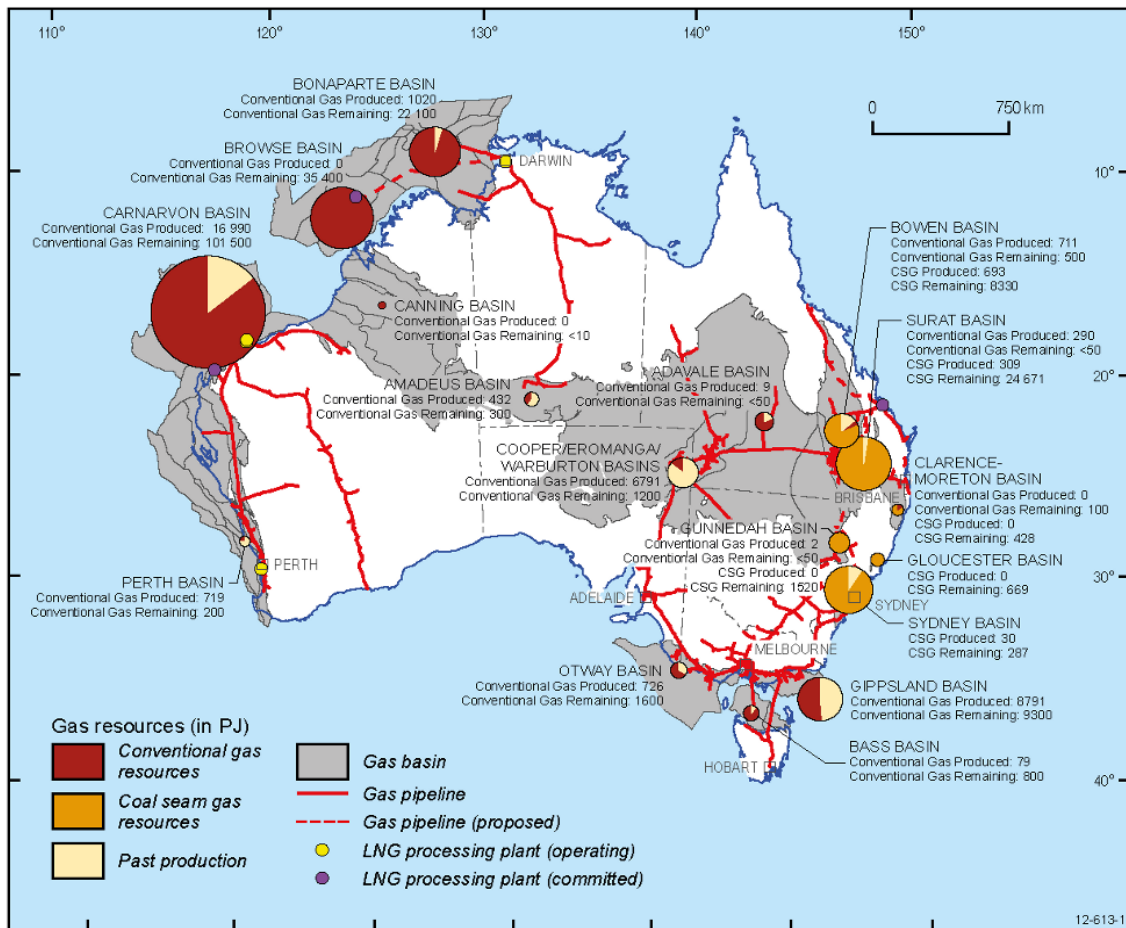 110°
120°
130°
140°
150°
BONAPARTE BASIN
Conventional Gas Produced: 1020
Conventional Gas Remaining: 22 100
0
750 km
BROWSE BASIN
Conventional Gas Produced: 0
Conventional Gas Remaining: 35 400
DARWIN
10°
CARNARVON BASIN
Conventional Gas Produced: 16 990
Conventional Gas Remaining: 101 500
BOWEN BASIN
Conventional Gas Produced: 711
Conventional Gas Remaining: 500
CSG Produced: 693
CSG Remaining: 8330
CANNING BASIN
Conventional Gas Produced: 0
Conventional Gas Remaining: <10
SURAT BASIN
Conventional Gas Produced: 290
Conventional Gas Remaining: <50
CSG Produced: 309
CSG Remaining: 24 671
20°
AMADEUS BASIN
Conventional Gas Produced: 432
Conventional Gas Remaining: 300
ADAVALE BASIN
Conventional Gas Produced: 9
Conventional Gas Remaining: <50
COOPER/EROMANGA/
WARBURTON BASINS
Conventional Gas Produced: 6791
Conventional Gas Remaining: 1200
BRISBANE
CLARENCE-
MORETON BASIN
Conventional Gas Produced: 0
Conventional Gas Remaining: 100
CSG Produced: 0
CSG Remaining: 428
GUNNEDAH BASIN
Conventional Gas Produced: 2
Conventional Gas Remaining: <50
CSG Produced: 0
CSG Remaining: 1520
GLOUCESTER BASIN
CSG Produced: 0
CSG Remaining: 669
PERTH
PERTH BASIN
Conventional Gas Produced: 719
Conventional Gas Remaining: 200
30°
ADELAIDE
SYDNEY
SYDNEY BASIN
CSG Produced: 30
CSG Remaining: 287
MELBOURNE
OTWAY BASIN
Conventional Gas Produced: 726
Conventional Gas Remaining: 1600
GIPPSLAND BASIN
Conventional Gas Produced: 8791
Conventional Gas Remaining: 9300
BASS BASIN
Conventional Gas Produced: 79
Conventional Gas Remaining: 800
HOBART
40°
Gas resources (in PJ)
Conventional gas
resources
Coal seam gas
resources
Past production
Gas basin
Gas pipeline
Gas pipeline (proposed)
LNG processing plant (operating)
LNG processing plant (committed)
12-613-1